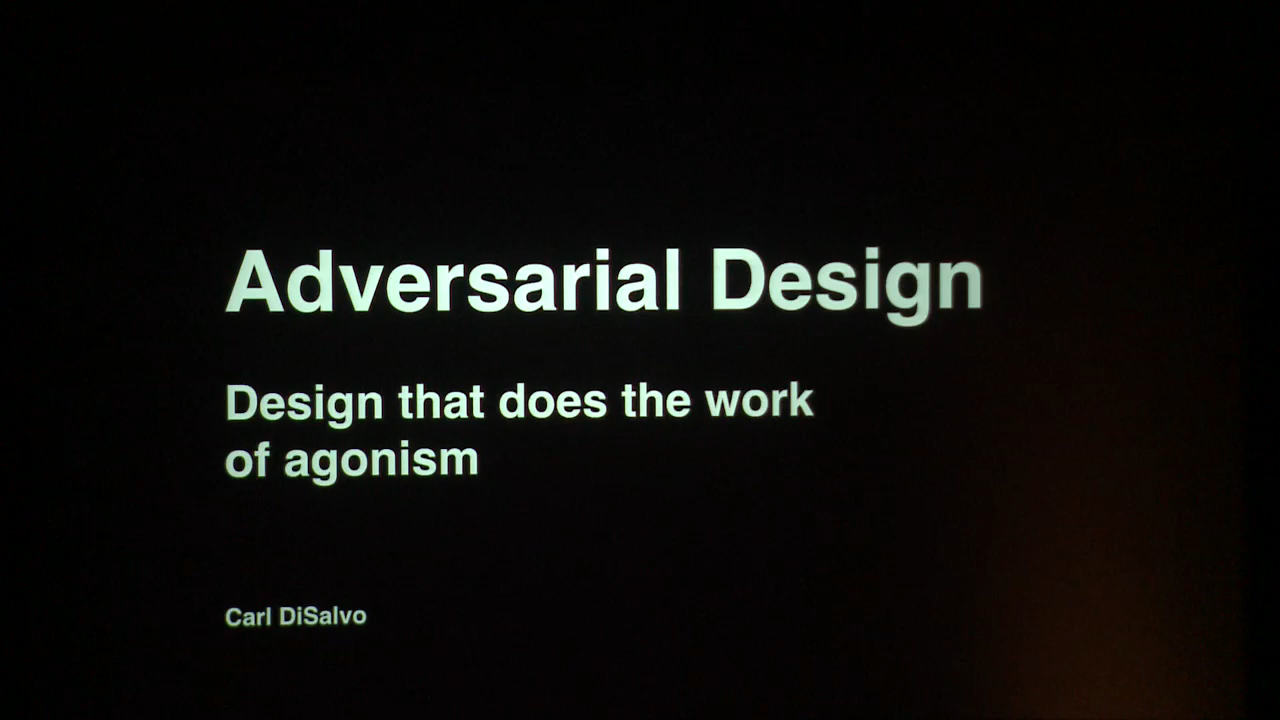 Adversarial Design
Design that does the work
of agonism
Carl DiSalvo